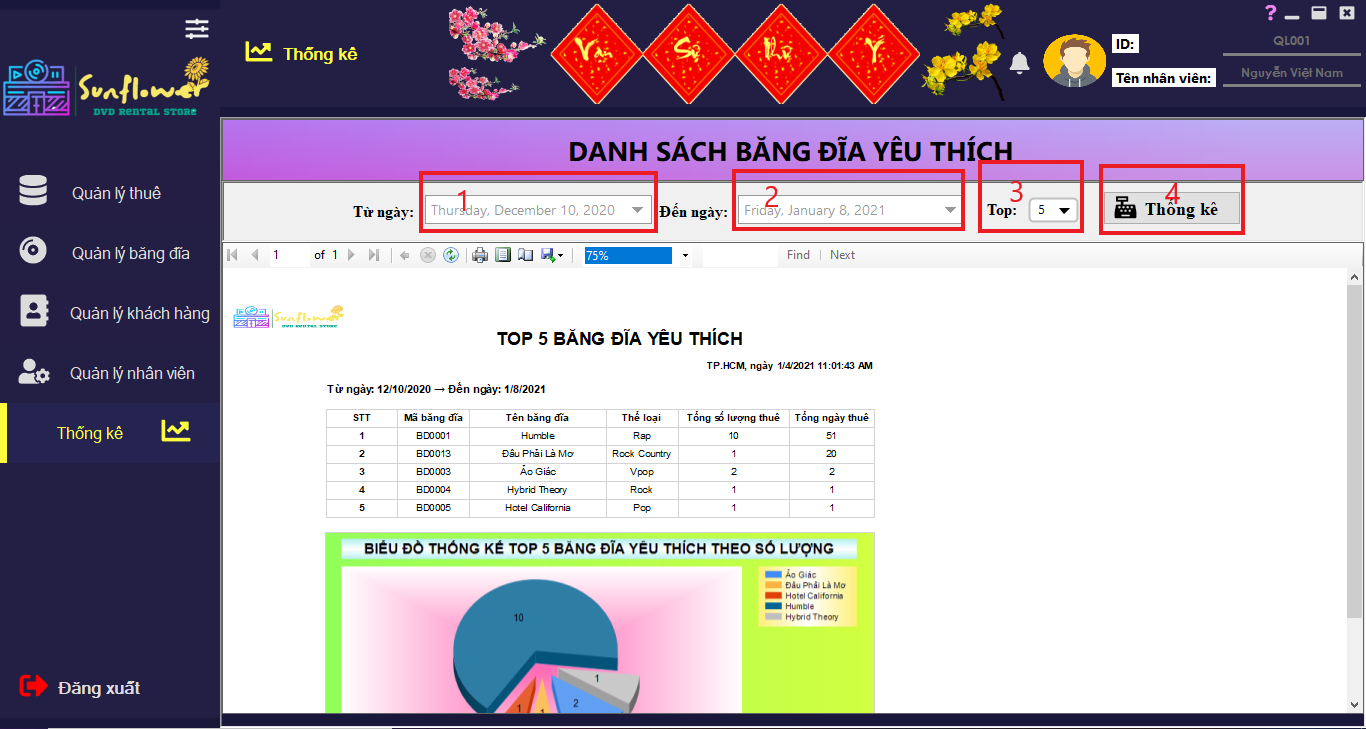 Sunflower
DVD RENTAL STORE
Quản lý thuê
Quản lý băng đĩa
Quản lý khách hàng
Quản lý nhân viên
Thống kê
Đăng xuất
Thống kê
Vạn Sự Như Ý
?
ID: QL001
Tên nhân viên: Nguyễn Việt Nam
DANH SÁCH BĂNG ĐĨA YÊU THÍCH
1 2 3 4
Từ ngày: Thursday, December 10, 2020 Đến ngày: Friday, January 8, 2021 Top: 5 Thống kê
1 of 1 75% Find | Next
Sunflower
DVD RENTAL STORE
TOP 5 BĂNG ĐĨA YÊU THÍCH
TP.HCM, ngày 1/4/2021 11:01:43 AM
Từ ngày: 12/10/2020 → Đến ngày: 1/8/2021
STT Mã băng đĩa Tên băng đĩa Thể loại Tổng số lượng thuê Tổng ngày thuê
1 BD0001 Humble Rap 10 51
2 BD0013 Đâu Phải Là Mơ Rock Country 1 20
3 BD0003 Ảo Giác Vpop 2 2
4 BD0004 Hybrid Theory Rock 1 1
5 BD0005 Hotel California Pop 1 1
BIỂU ĐỒ THỐNG KÊ TOP 5 BĂNG ĐĨA YÊU THÍCH THEO SỐ LƯỢNG
Ảo Giác
Đâu Phải Là Mơ
Hotel California
Humble
Hybrid Theory
10
1
2
1
1